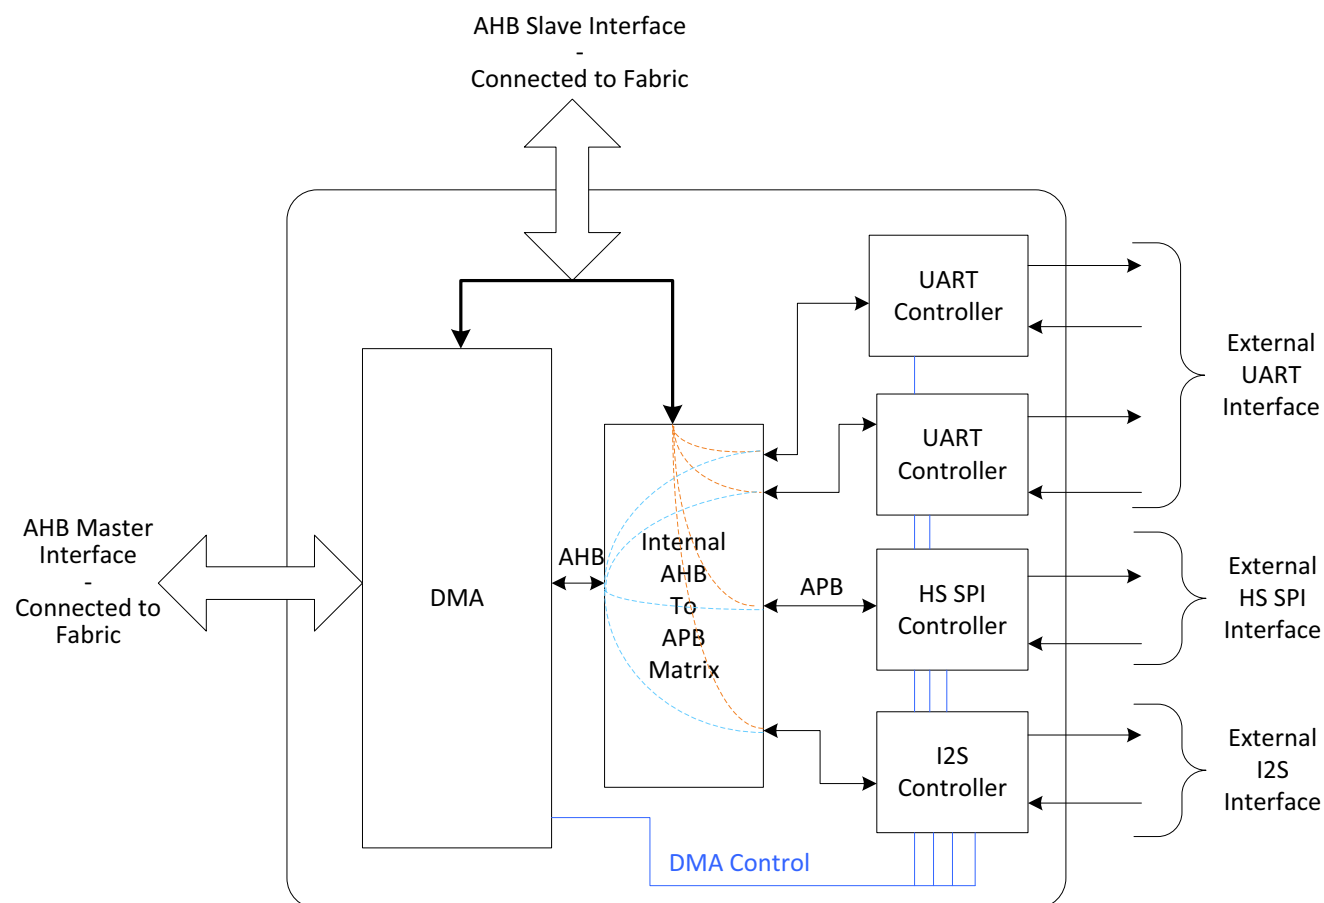 AHB Slave Interface
-
Connected to Fabric
UART
Controller
External
UART
Interface
UART
Controller
AHB Master
Interface
-
Connected to
Fabric
DMA
AHB
Internal
AHB
To
APB
Matrix
APB
HS SPI
Controller
External
HS SPI
Interface
I2S
Controller
External
I2S
Interface
DMA Control